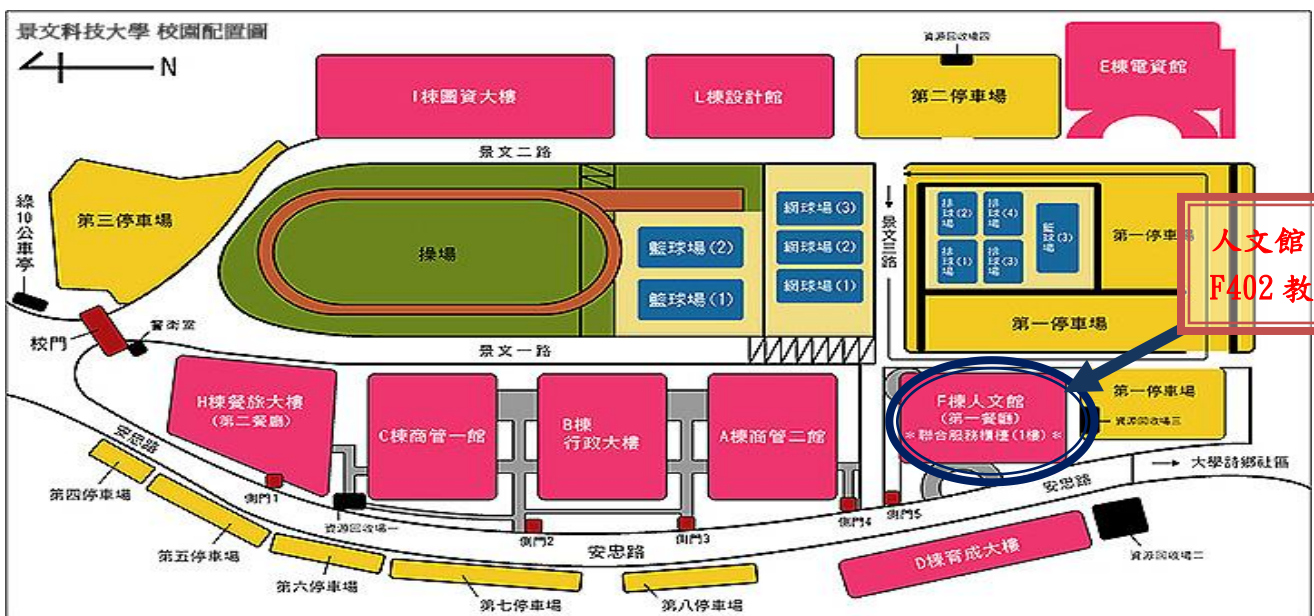 景文科技大學 校園配置圖
N
資源回收場四
I棟圖資大樓
L棟設計館
第二停車場
E棟電資館
景文二路
第三停車場
綠10公車亭
操場
籃球場(2)
籃球場(1)
網球場(3)
網球場(2)
網球場(1)
景文三路
排球場(2)
排球場(4)
籃球場(3)
排球場(1)
排球場(3)
第一停車場
人文館
F402 教
第一停車場
校門
警衛室
景文一路
H棟餐旅大樓
(第二餐廳)
C棟商管一館
B棟
行政大樓
A棟商管二館
F棟人文館
(第一餐廳)
*聯合服務櫃檯(1樓)*
第一停車場
資源回收場三
大學詩鄉社區
安忠路
安忠路
第四停車場
側門1
資源回收場一
側門2
側門3
側門4
側門5
安忠路
第五停車場
第六停車場
第七停車場
第八停車場
D棟育成大樓
資源回收場二